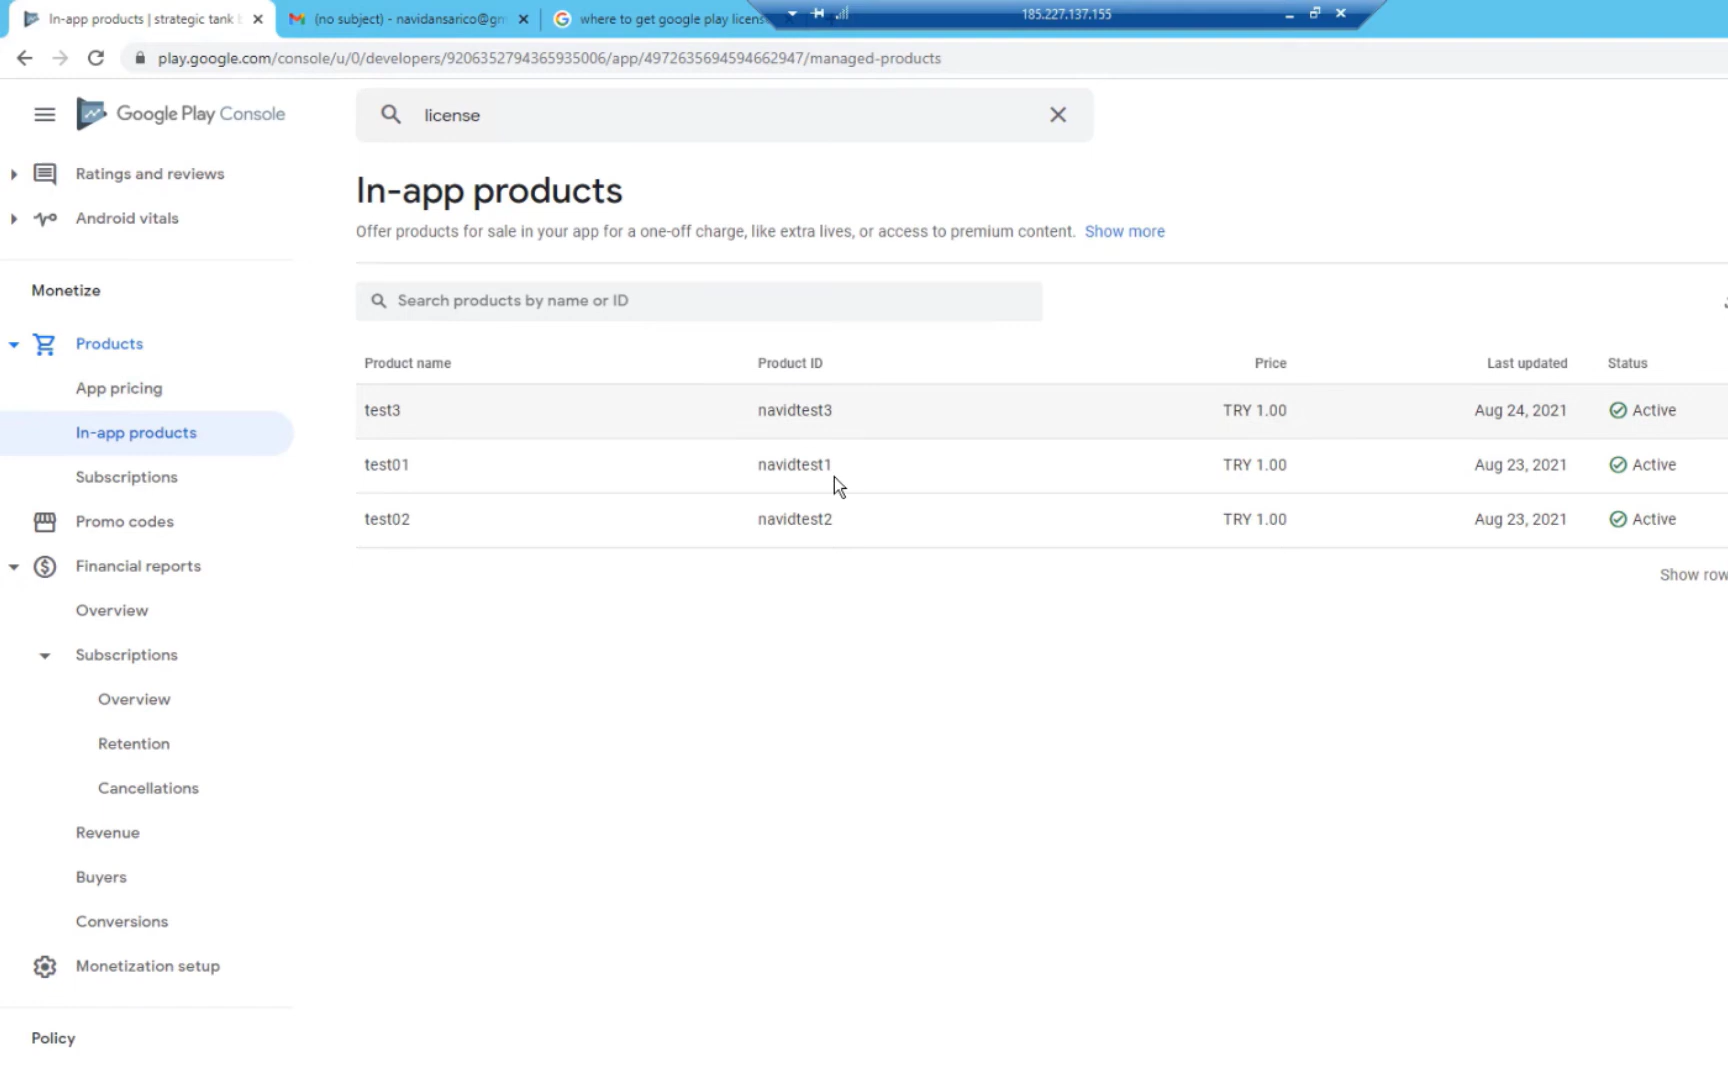 In-app products | strategic tank
(no subject) - navidansarico@gm
where to get google play licens
185.227.137.155
play.google.com/console/u/0/developers/9206352794365935006/app/4972635694594662947/managed-products
Google Play Console
license
Ratings and reviews
Android vitals
Monetize
Products
App pricing
In-app products
Subscriptions
Promo codes
Financial reports
Overview
Subscriptions
Overview
Retention
Cancellations
Revenue
Buyers
Conversions
Monetization setup
Policy
In-app products
Offer products for sale in your app for a one-off charge, like extra lives, or access to premium content. Show more
Search products by name or ID
Product name Product ID Price Last updated Status
test3 navidtest3 TRY 1.00 Aug 24, 2021 Active
test01 navidtest1 TRY 1.00 Aug 23, 2021 Active
test02 navidtest2 TRY 1.00 Aug 23, 2021 Active
Show row